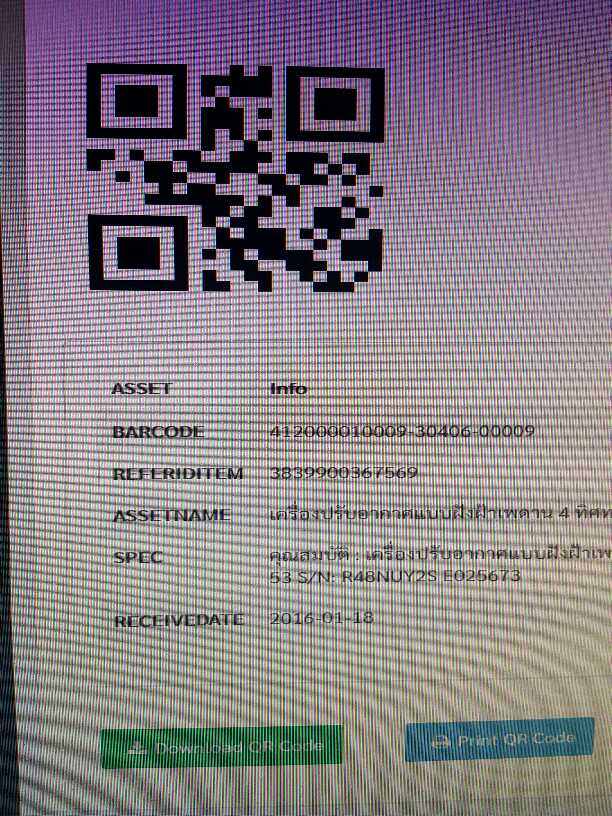 ASSET Info
BARCODE 412000010009-30406-00009
REFERIDITEM 3839900367569
ASSETNAME เครื่องปรับอากาศแบบฝังฝ้าเพดาน 4 ทิศท
SPEC คุณสมบัติ : เครื่องปรับอากาศแบบฝังฝ้าเพ
53 S/N: R48NUY2S E025673
RECEIVEDATE 2016-01-18
Download QR Code Print QR Code